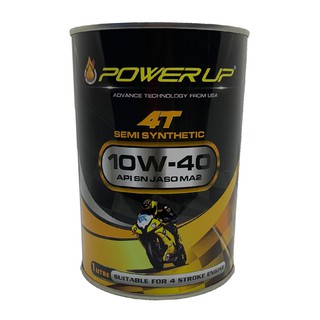 POWER UP
ADVANCE TECHNOLOGY FROM USA
4T
SEMI SYNTHETIC
10W-40
API SN JASO MA2
1 LITRE
SUITABLE FOR 4 STROKE ENGINE